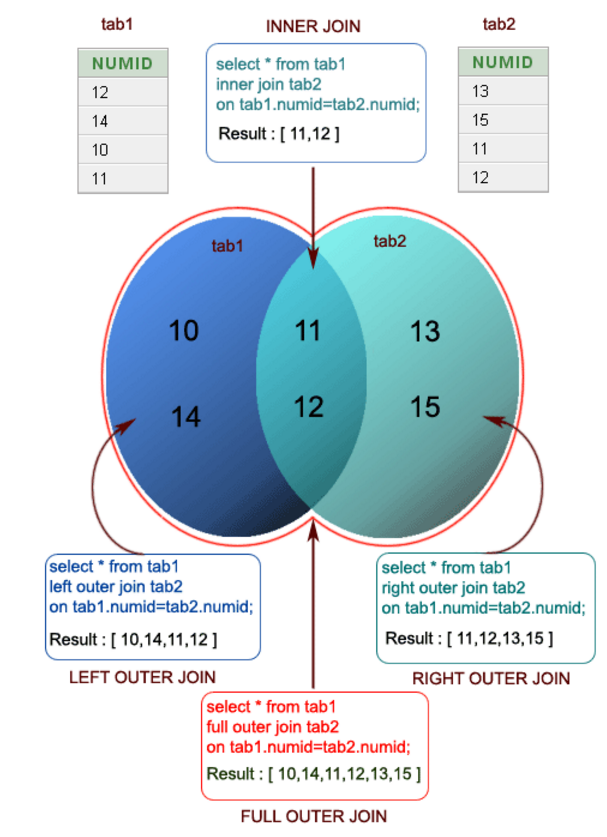 tab1
NUMID
12
14
10
11
INNER JOIN
select * from tab1
inner join tab2
on tab1.numid=tab2.numid;
Result : [ 11,12 ]
tab2
NUMID
13
15
11
12
tab1
tab2
10
11
13
14
12
15
select * from tab1
left outer join tab2
on tab1.numid=tab2.numid;
Result : [ 10,14,11,12 ]
LEFT OUTER JOIN
select * from tab1
right outer join tab2
on tab1.numid=tab2.numid;
Result : [ 11,12,13,15 ]
RIGHT OUTER JOIN
select * from tab1
full outer join tab2
on tab1.numid=tab2.numid;
Result : [ 10,14,11,12,13,15 ]
FULL OUTER JOIN